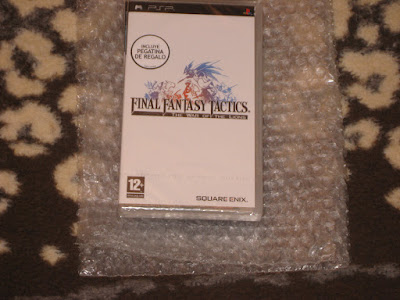 PSP
INCLUYE
PEGATINA
DE REGALO
FINAL FANTASY TACTICS
THE WAR OF THE LIONS
12+
SQUARE ENIX